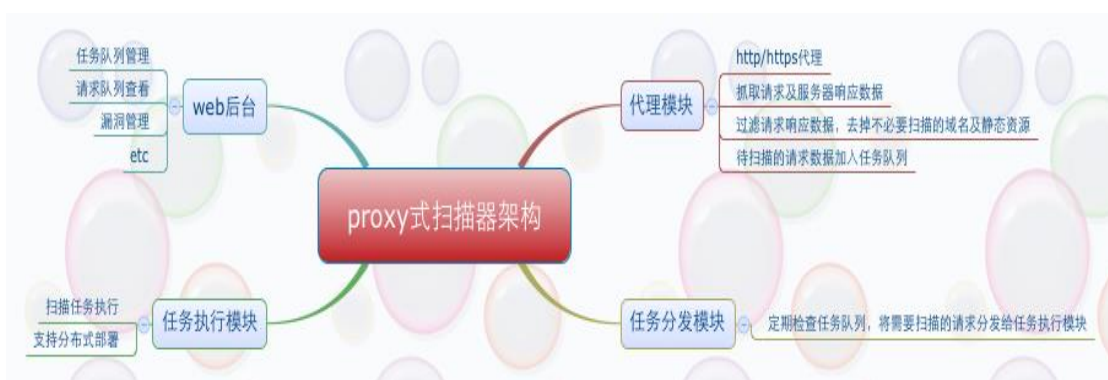 proxy式扫描器架构
web后台
任务队列管理
请求队列查看
漏洞管理
etc
代理模块
http/https代理
抓取请求及服务器响应数据
过滤请求响应数据，去掉不必要扫描的域名及静态资源
待扫描的请求数据加入任务队列
任务执行模块
扫描任务执行
支持分布式部署
任务分发模块
定期检查任务队列，将需要扫描的请求分发给任务执行模块